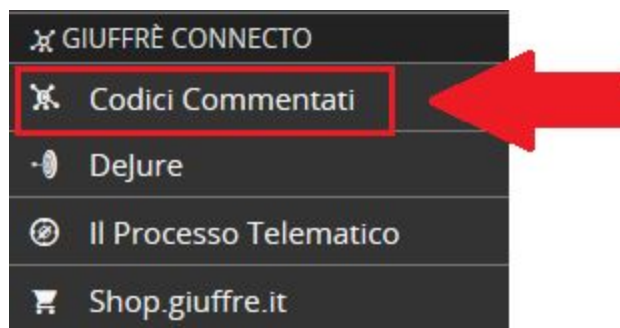 GIUFFRÈ CONNECTO
Codici Commentati
DeJure
Il Processo Telematico
Shop.giuffre.it